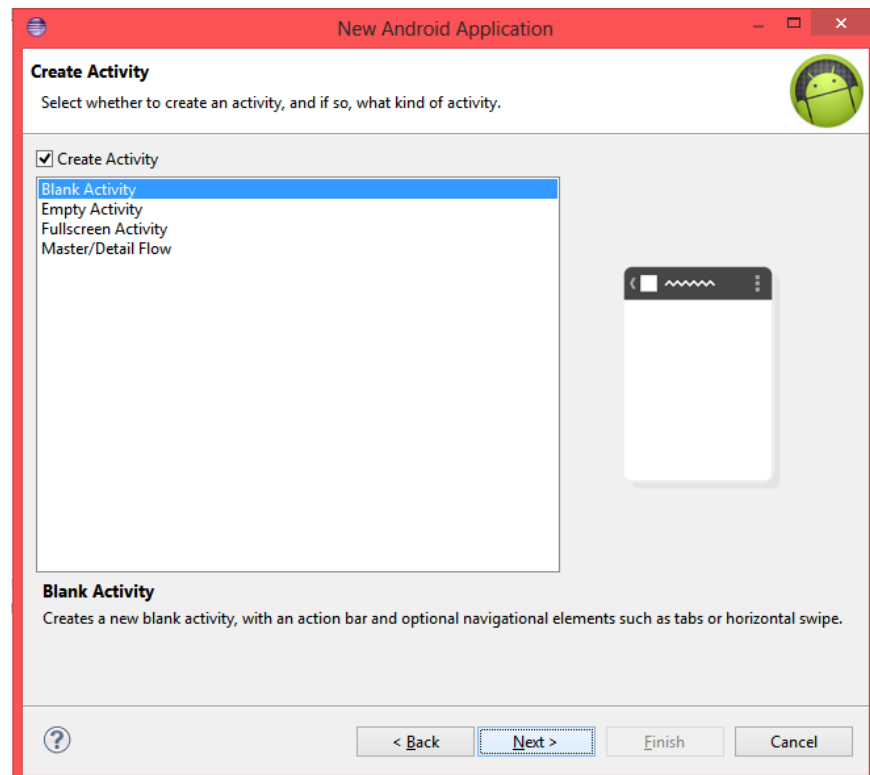 New Android Application
Create Activity
Select whether to create an activity, and if so, what kind of activity.
Create Activity
Blank Activity
Empty Activity
Fullscreen Activity
Master/Detail Flow
Blank Activity
Creates a new blank activity, with an action bar and optional navigational elements such as tabs or horizontal swipe.
?
< Back
Next >
Finish
Cancel